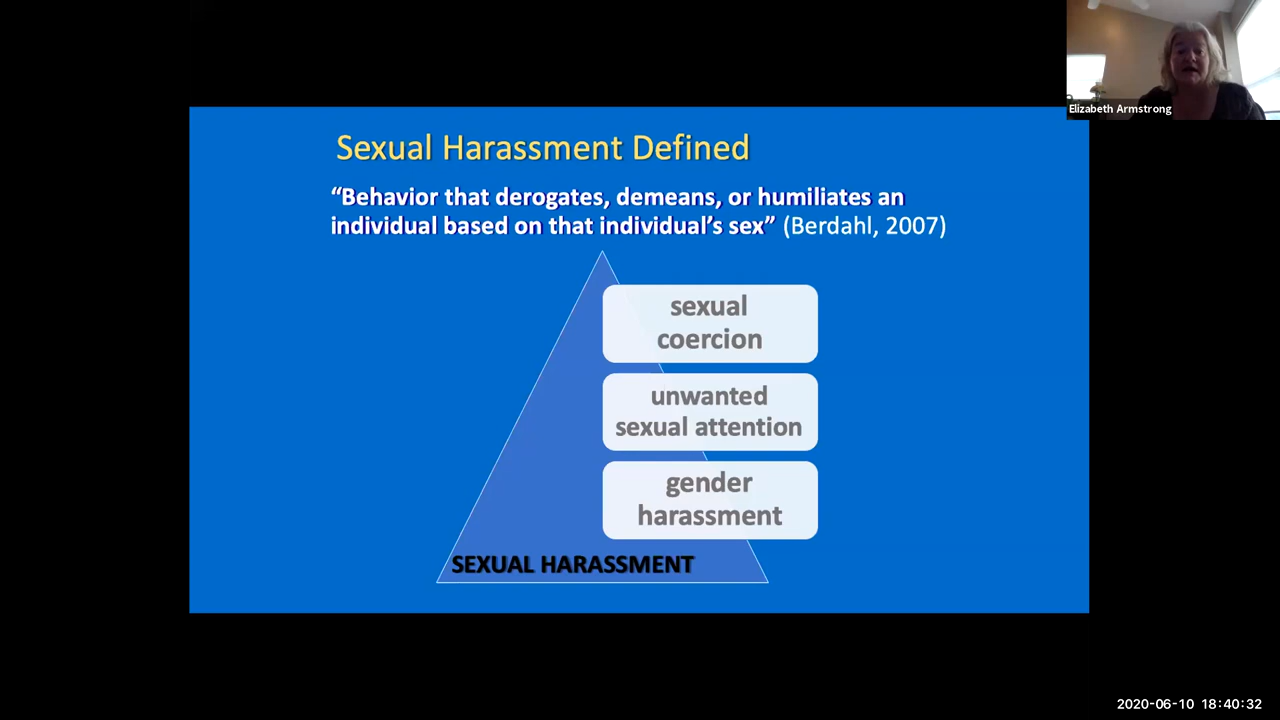 Elizabeth Armstrong
Sexual Harassment Defined
“Behavior that derogates, demeans, or humiliates an
individual based on that individual’s sex” (Berdahl, 2007)
sexual
coercion
unwanted
sexual attention
gender
harassment
SEXUAL HARASSMENT
2020-06-10 18:40:32